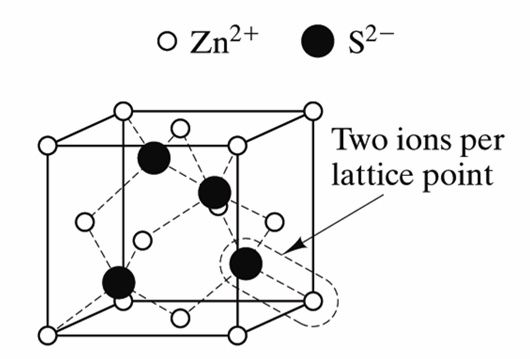 Zn²⁺ S²⁻
Two ions per
lattice point